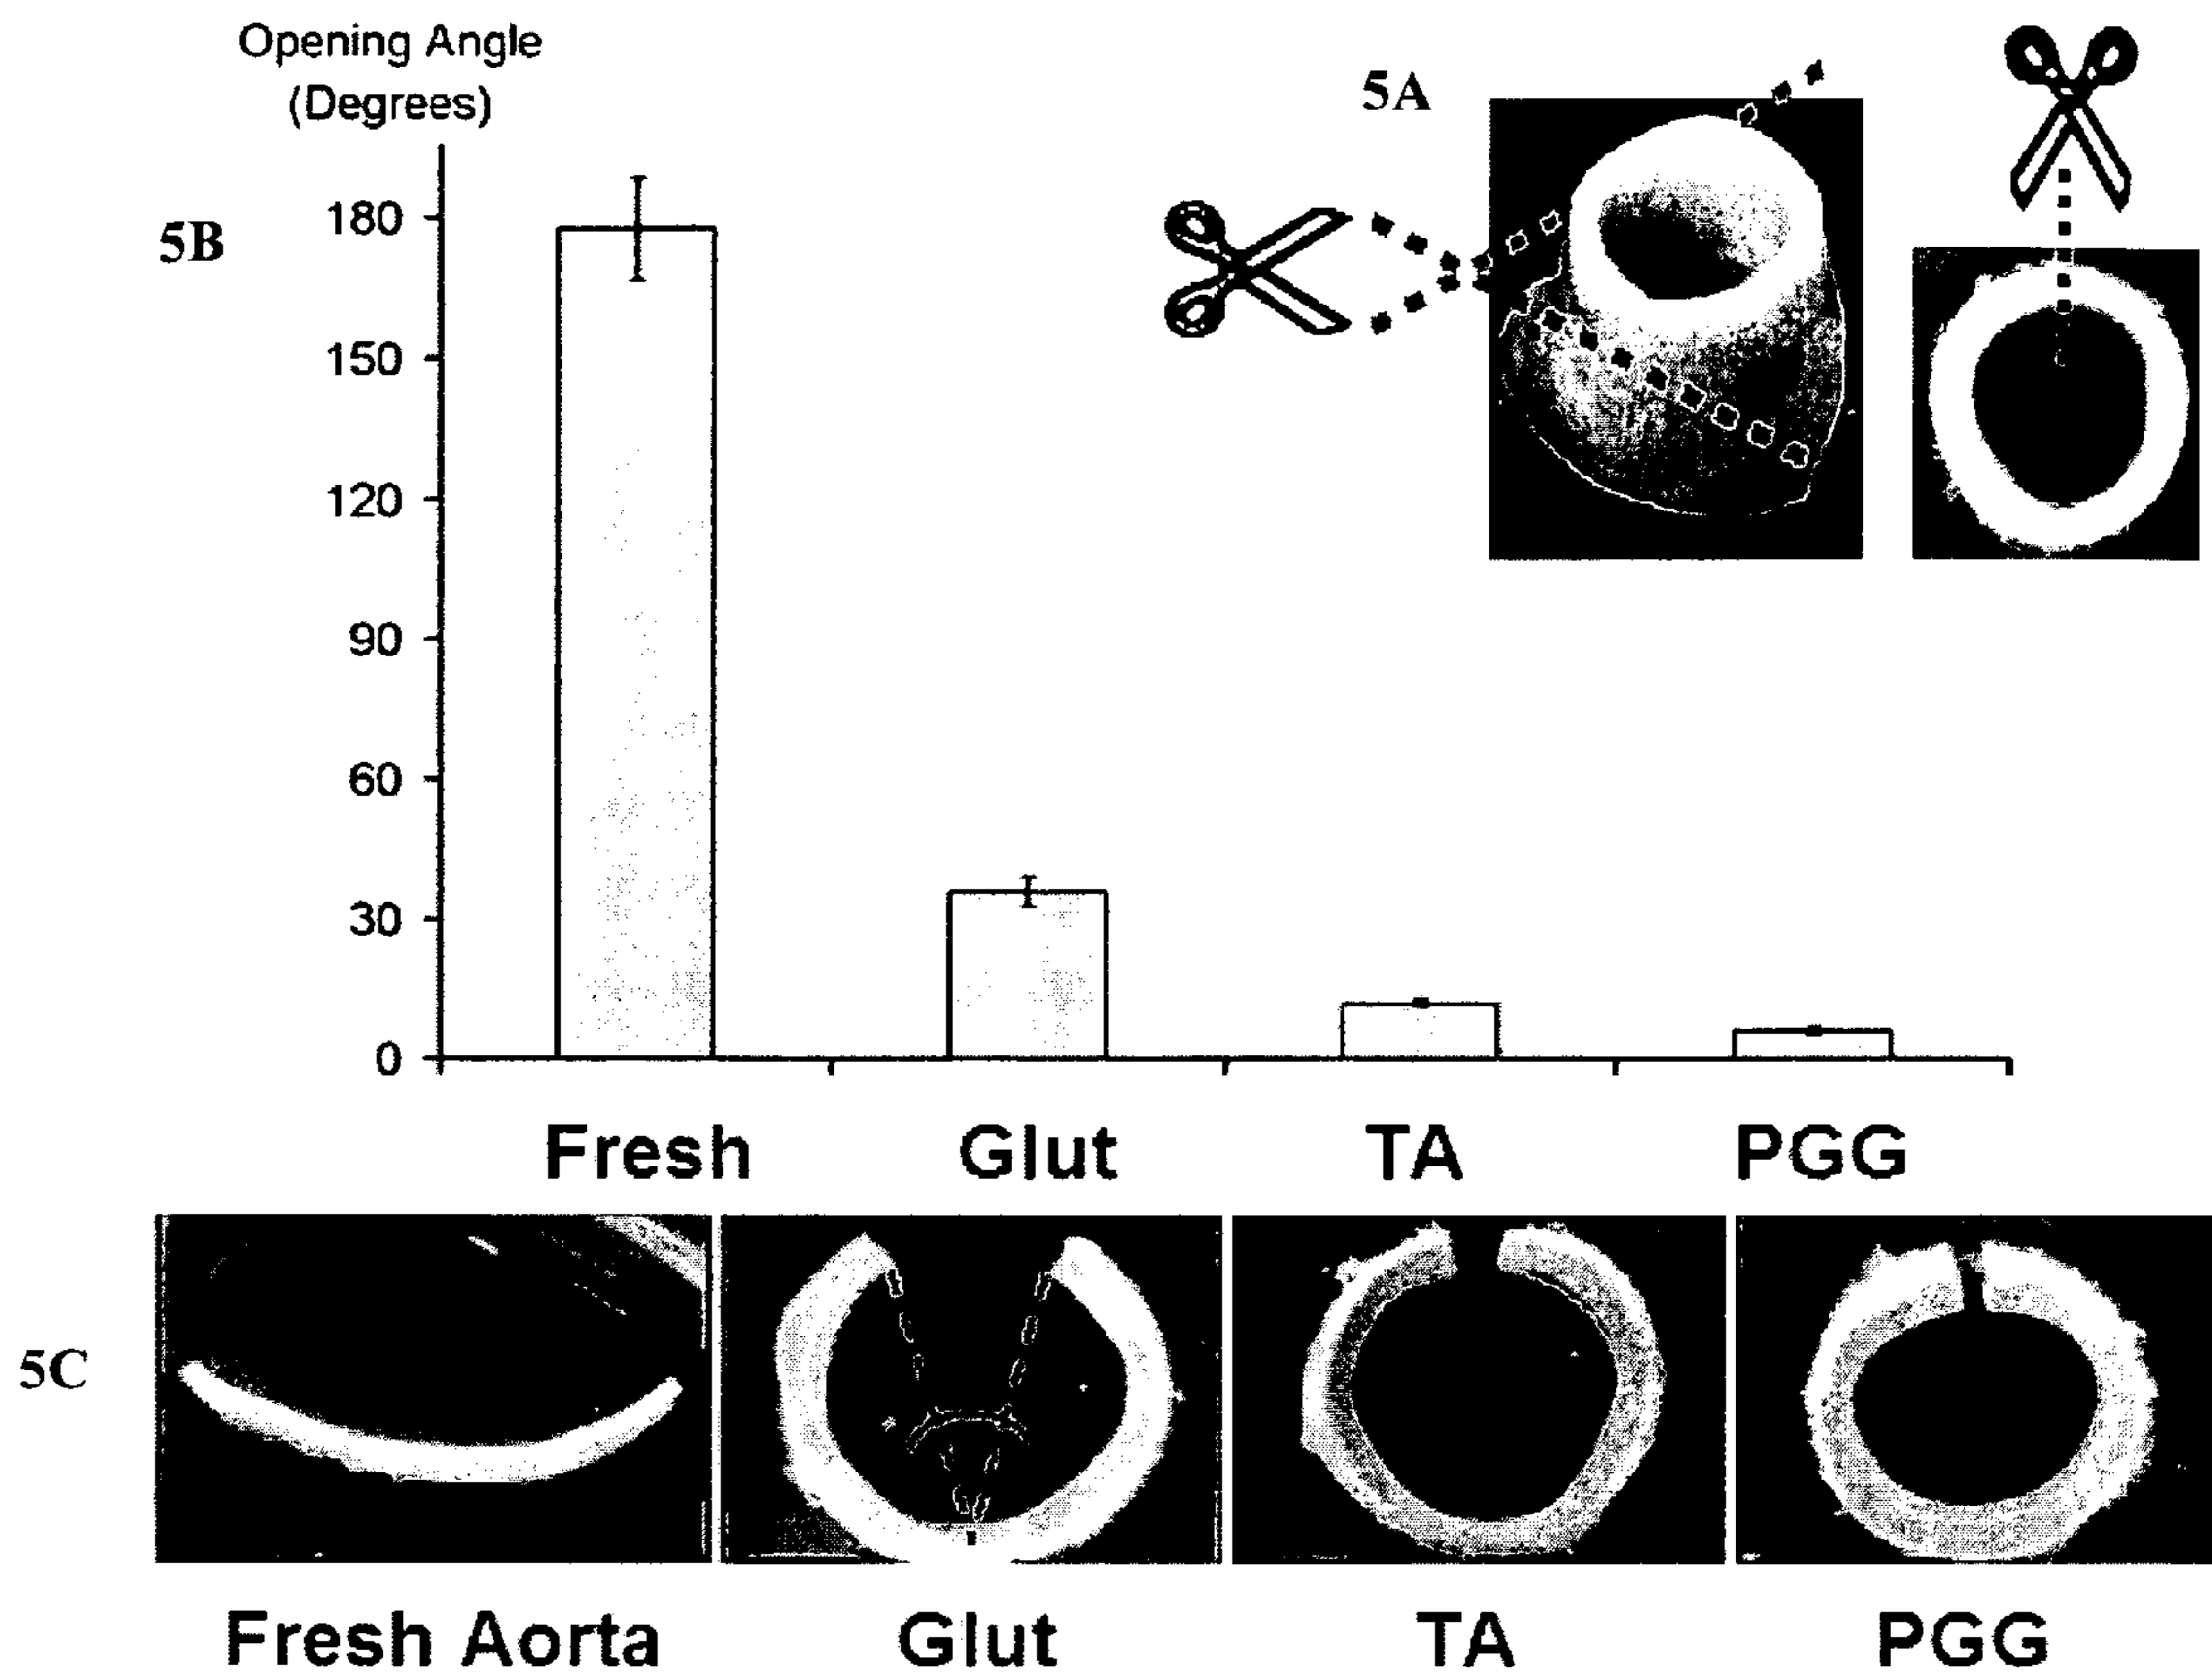 Opening Angle
(Degrees)
5A
5B
180
150
120
90
60
30
0
Fresh
Glut
TA
PGG
5C
Fresh Aorta
Glut
TA
PGG